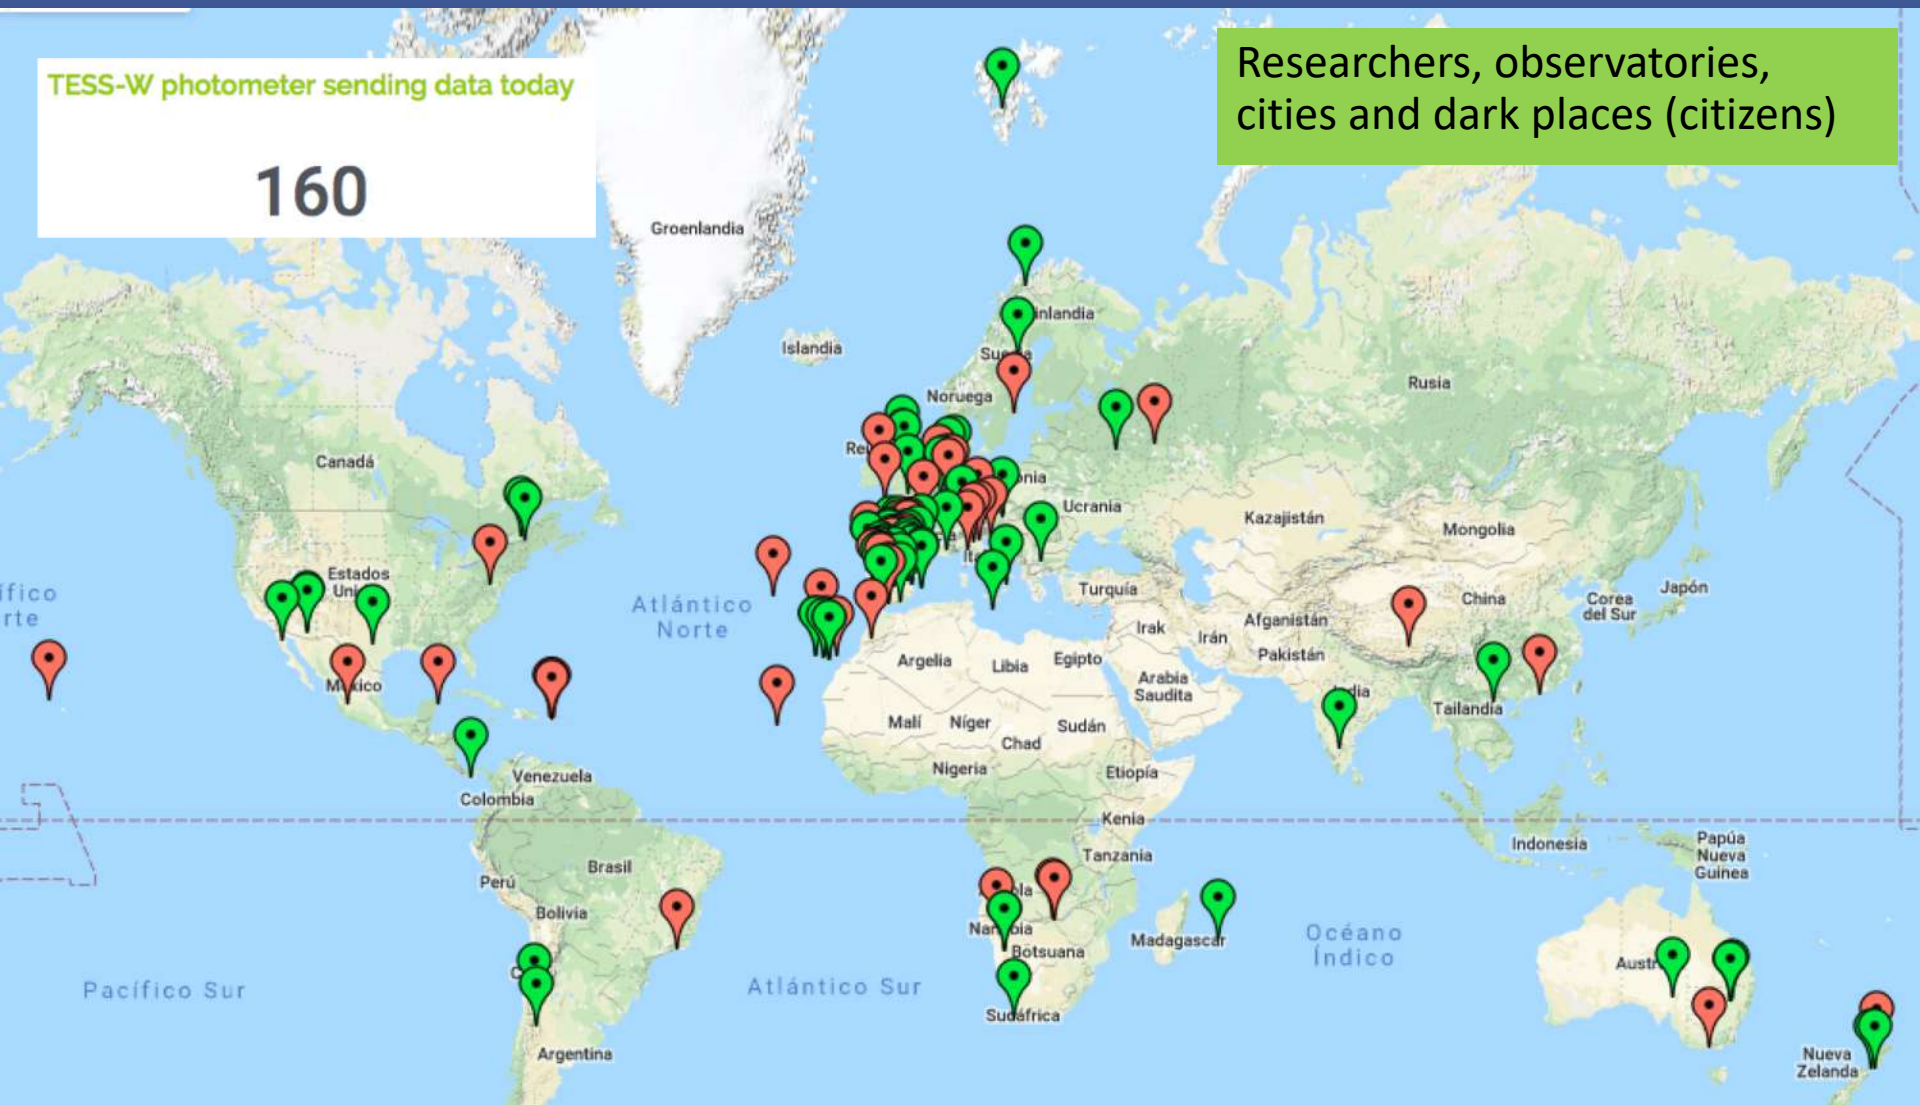 TESS-W photometer sending data today
160
Researchers, observatories,
cities and dark places (citizens)
Groenlandia
Islandia
inlandia
Noruega
Rusia
Canadá
Ucrania
Kazajistán
Mongolia
Estados
Atlántico
Norte
Turquía
China
Corea
del Sur
Japón
Afganistán
Irak
Irán
Pakistán
Argelia
Libia
Egipto
Arabia
Saudita
Tailandia
Malí
Níger
Chad
Sudán
Nigeria
Etiopía
Venezuela
Colombia
Kenia
Tanzania
Indonesia
Papúa
Nueva
Guinea
Brasil
Perú
Bolivia
Botsuana
Madagascar
Océano
Índico
Pacífico Sur
Atlántico Sur
Sudáfrica
Argentina
Nueva
Zelanda